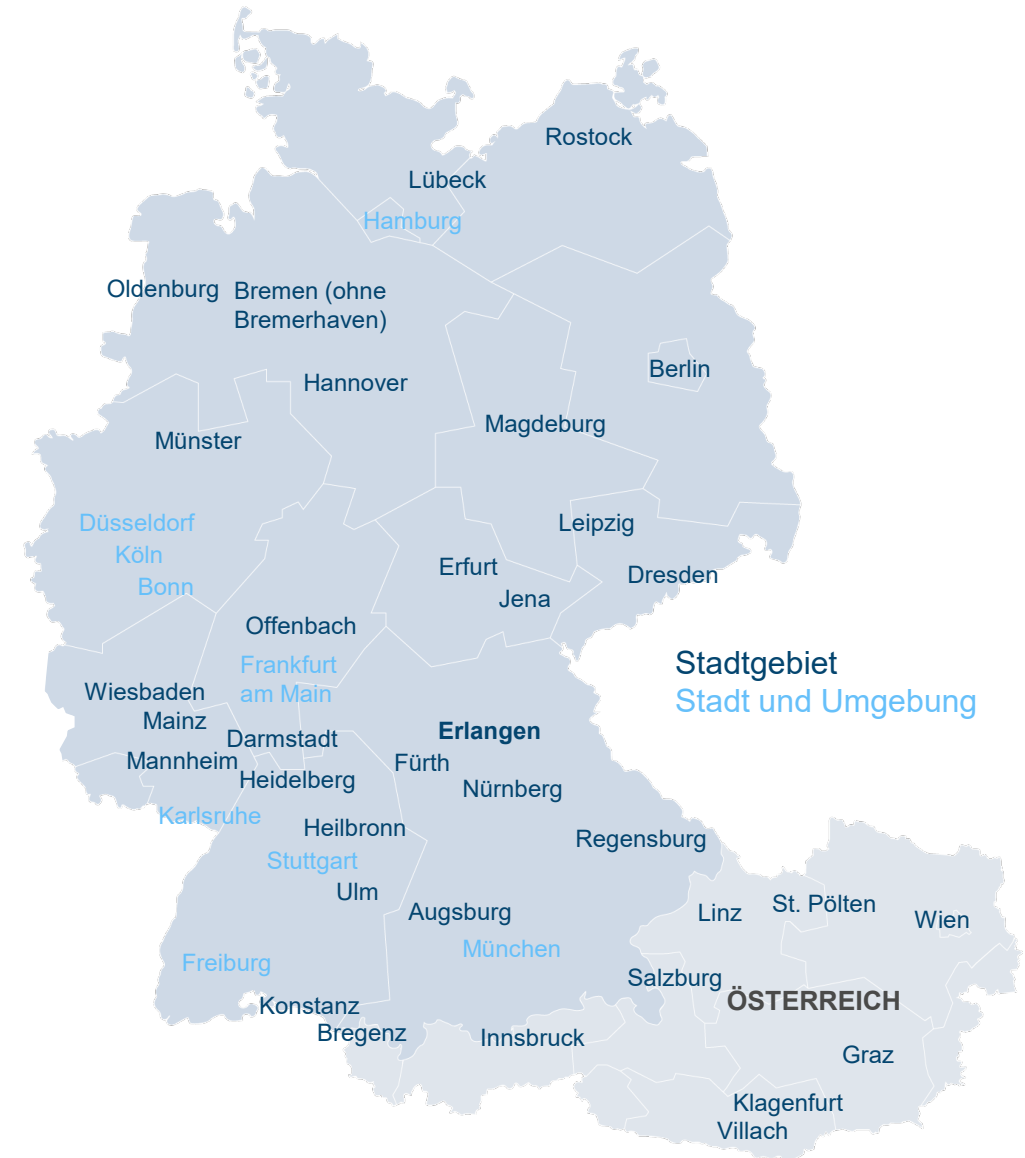 Rostock
Lübeck
Hamburg
Oldenburg
Bremen (ohne
Bremerhaven)
Berlin
Hannover
Magdeburg
Münster
Düsseldorf
Leipzig
Köln
Erfurt
Dresden
Bonn
Jena
Offenbach
Frankfurt
am Main
Stadtgebiet
Stadt und Umgebung
Wiesbaden
Mainz
Erlangen
Darmstadt
Mannheim
Fürth
Heidelberg
Nürnberg
Karlsruhe
Heilbronn
Regensburg
Stuttgart
Ulm
Augsburg
Linz
St. Pölten
Wien
München
Freiburg
Salzburg
ÖSTERREICH
Konstanz
Bregenz
Innsbruck
Graz
Klagenfurt
Villach